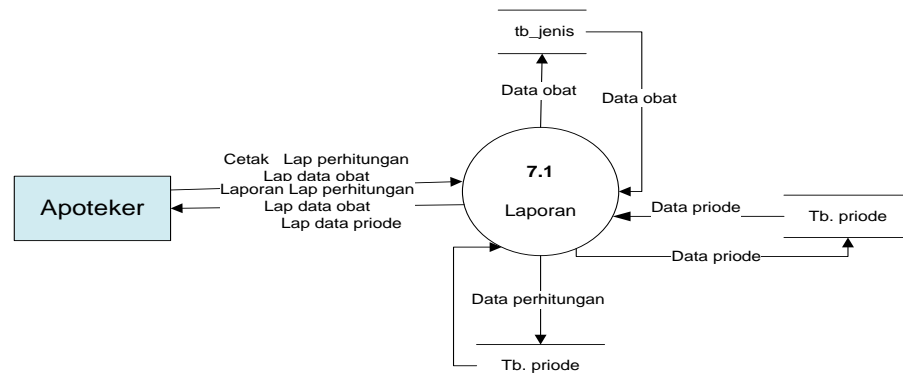 tb_jenis
Data obat
Data obat
Cetak Lap perhitungan
Lap data obat
Laporan Lap perhitungan
Lap data obat
Lap data priode
Apoteker
7.1
Laporan
Data priode
Tb. priode
Data priode
Data perhitungan
Tb. priode